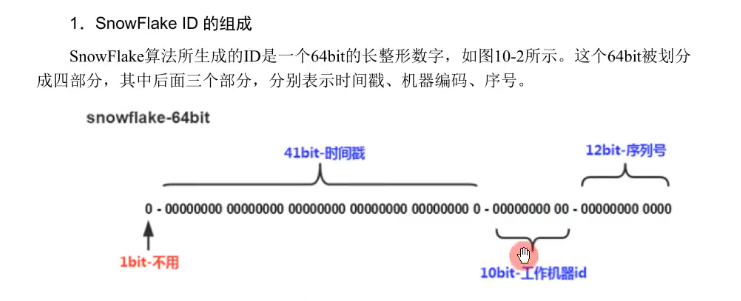 1．SnowFlake ID 的组成
SnowFlake算法所生成的ID是一个64bit的长整形数字，如图10-2所示。这个64bit被划分
成四部分，其中后面三个部分，分别表示时间戳、机器编码、序号。
snowflake-64bit
41bit-时间戳
12bit-序列号
0 - 00000000 00000000 00000000 00000000 00000000 0 - 00000000 00 - 00000000 0000
1bit-不用
10bit-工作机器id